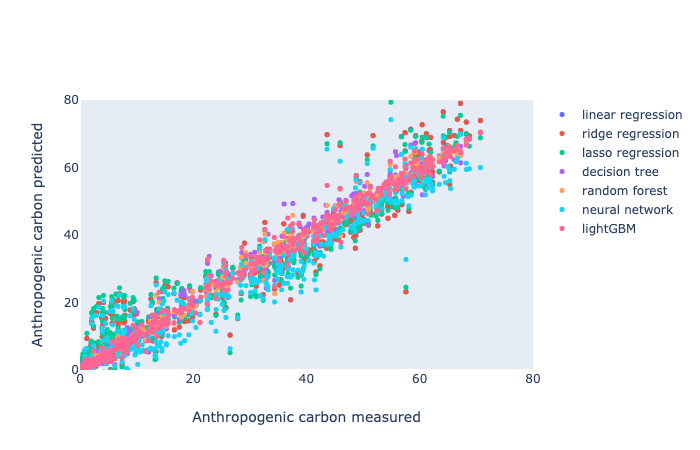 80
60
40
20
0
0
20
40
60
80
Anthropogenic carbon predicted
Anthropogenic carbon measured
linear regression
ridge regression
lasso regression
decision tree
random forest
neural network
lightGBM